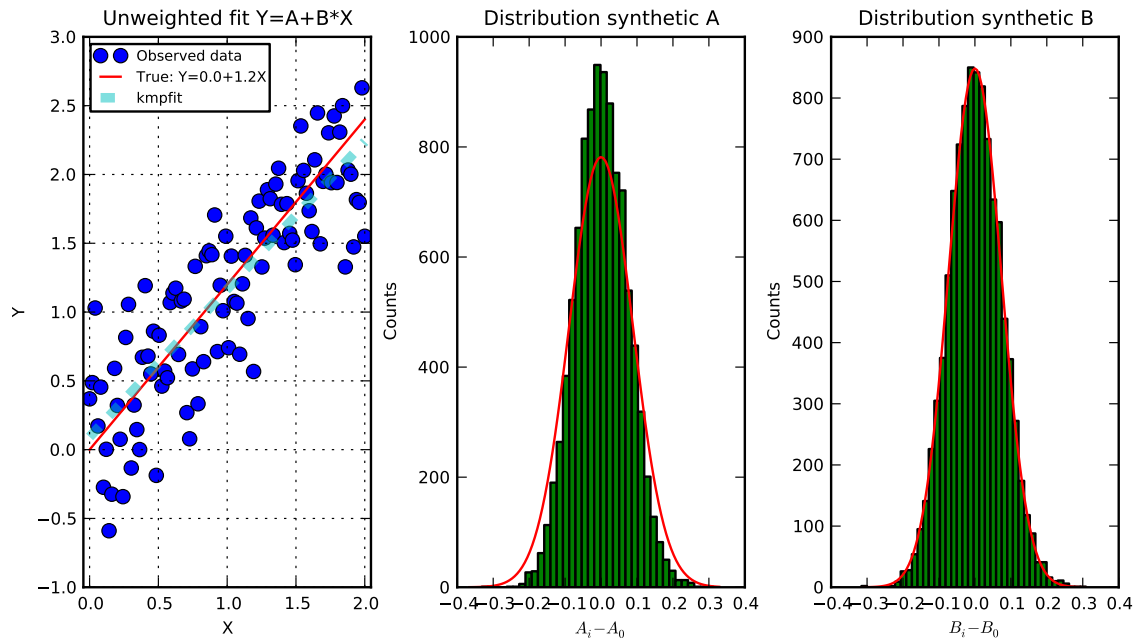 Unweighted fit Y=A+B*X
Observed data
True: Y=0.0+1.2X
kmpfit
3.0
2.5
2.0
1.5
1.0
0.5
0.0
−0.5
−1.0
Y
0.0 0.5 1.0 1.5 2.0
X
Distribution synthetic A
1000
800
600
400
200
0
Counts
−0.4 −0.3 −0.2 −0.1 0.0 0.1 0.2 0.3 0.4
A_i − A_0
Distribution synthetic B
900
800
700
600
500
400
300
200
100
0
Counts
−0.4 −0.3 −0.2 −0.1 0.0 0.1 0.2 0.3 0.4
B_i − B_0